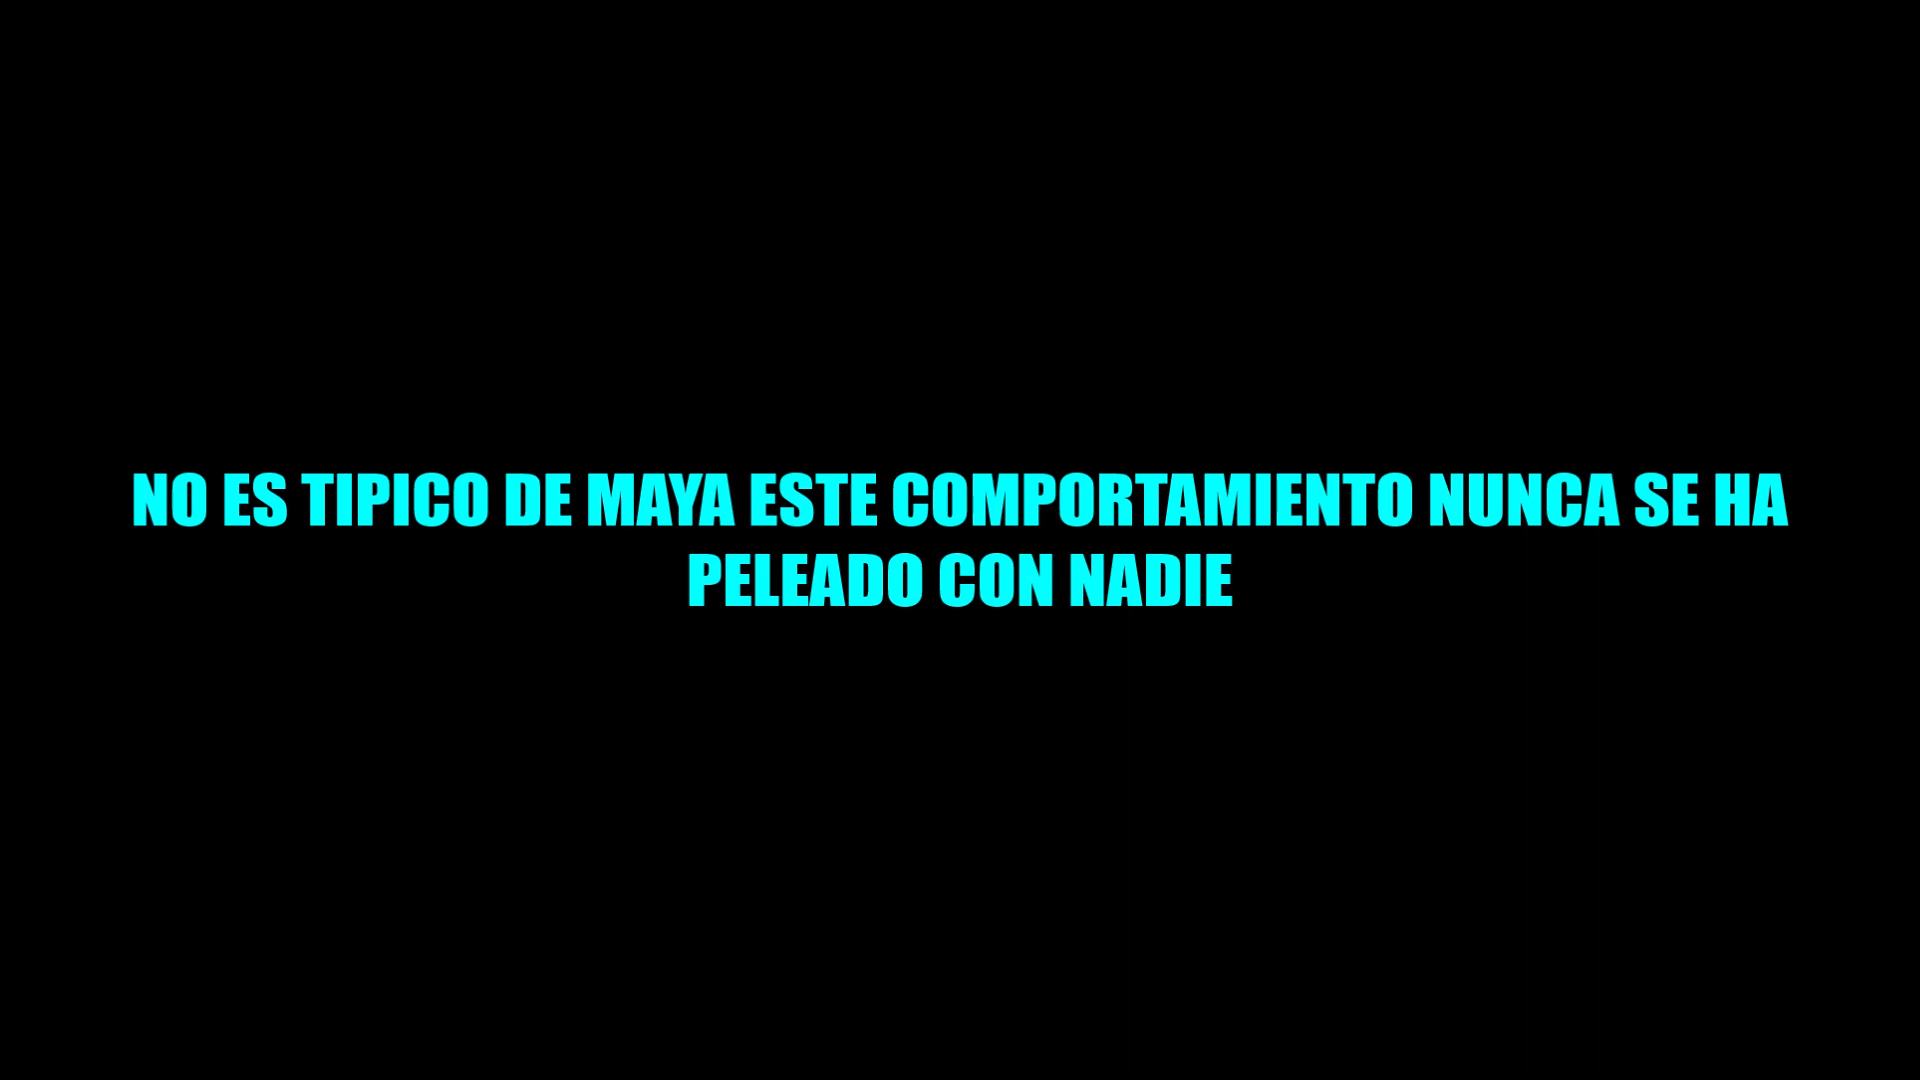 NO ES TIPICO DE MAYA ESTE COMPORTAMIENTO NUNCA SE HA
PELEADO CON NADIE